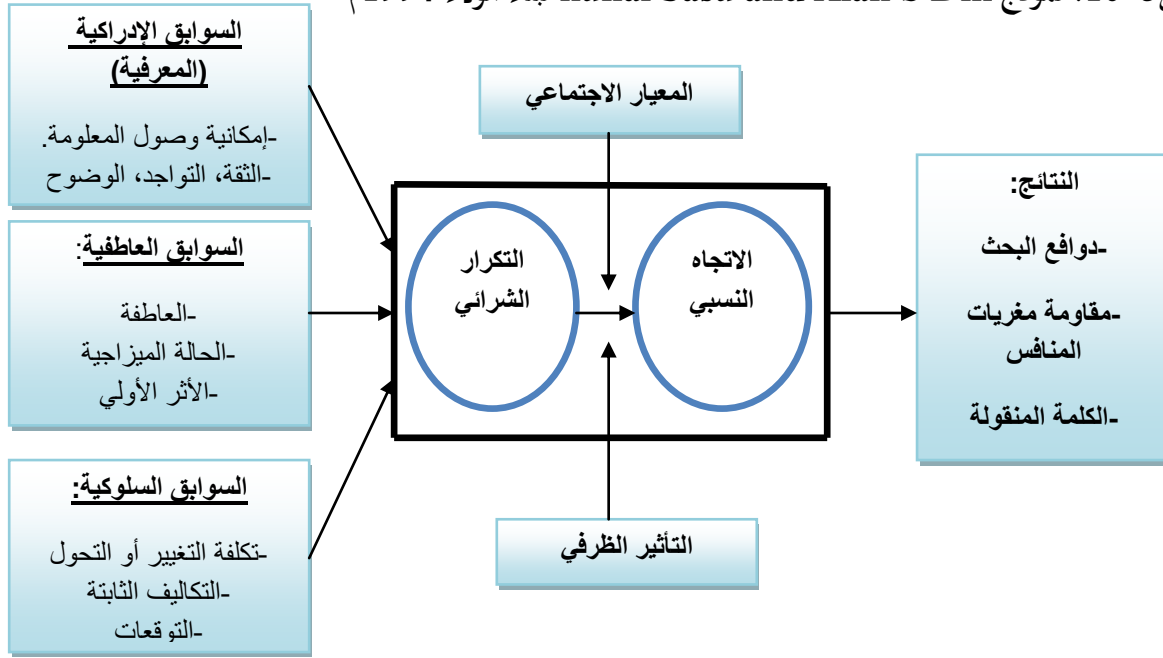 السوابق الإدراكية
(المعرفية)
-إمكانية وصول المعلومة.
-الثقة، التواجد، الوضوح
السوابق العاطفية:
-العاطفة
-الحالة الميزاجية
-الأثر الأولي
السوابق السلوكية:
-تكلفة التغيير أو التحول
-التكاليف الثابتة
-التوقعات
المعيار الاجتماعي
التكرار
الشرائي
الاتجاه
النسبي
التأثير الظرفي
النتائج:
-دوافع البحث
-مقاومة مغريات
المنافس
-الكلمة المنقولة